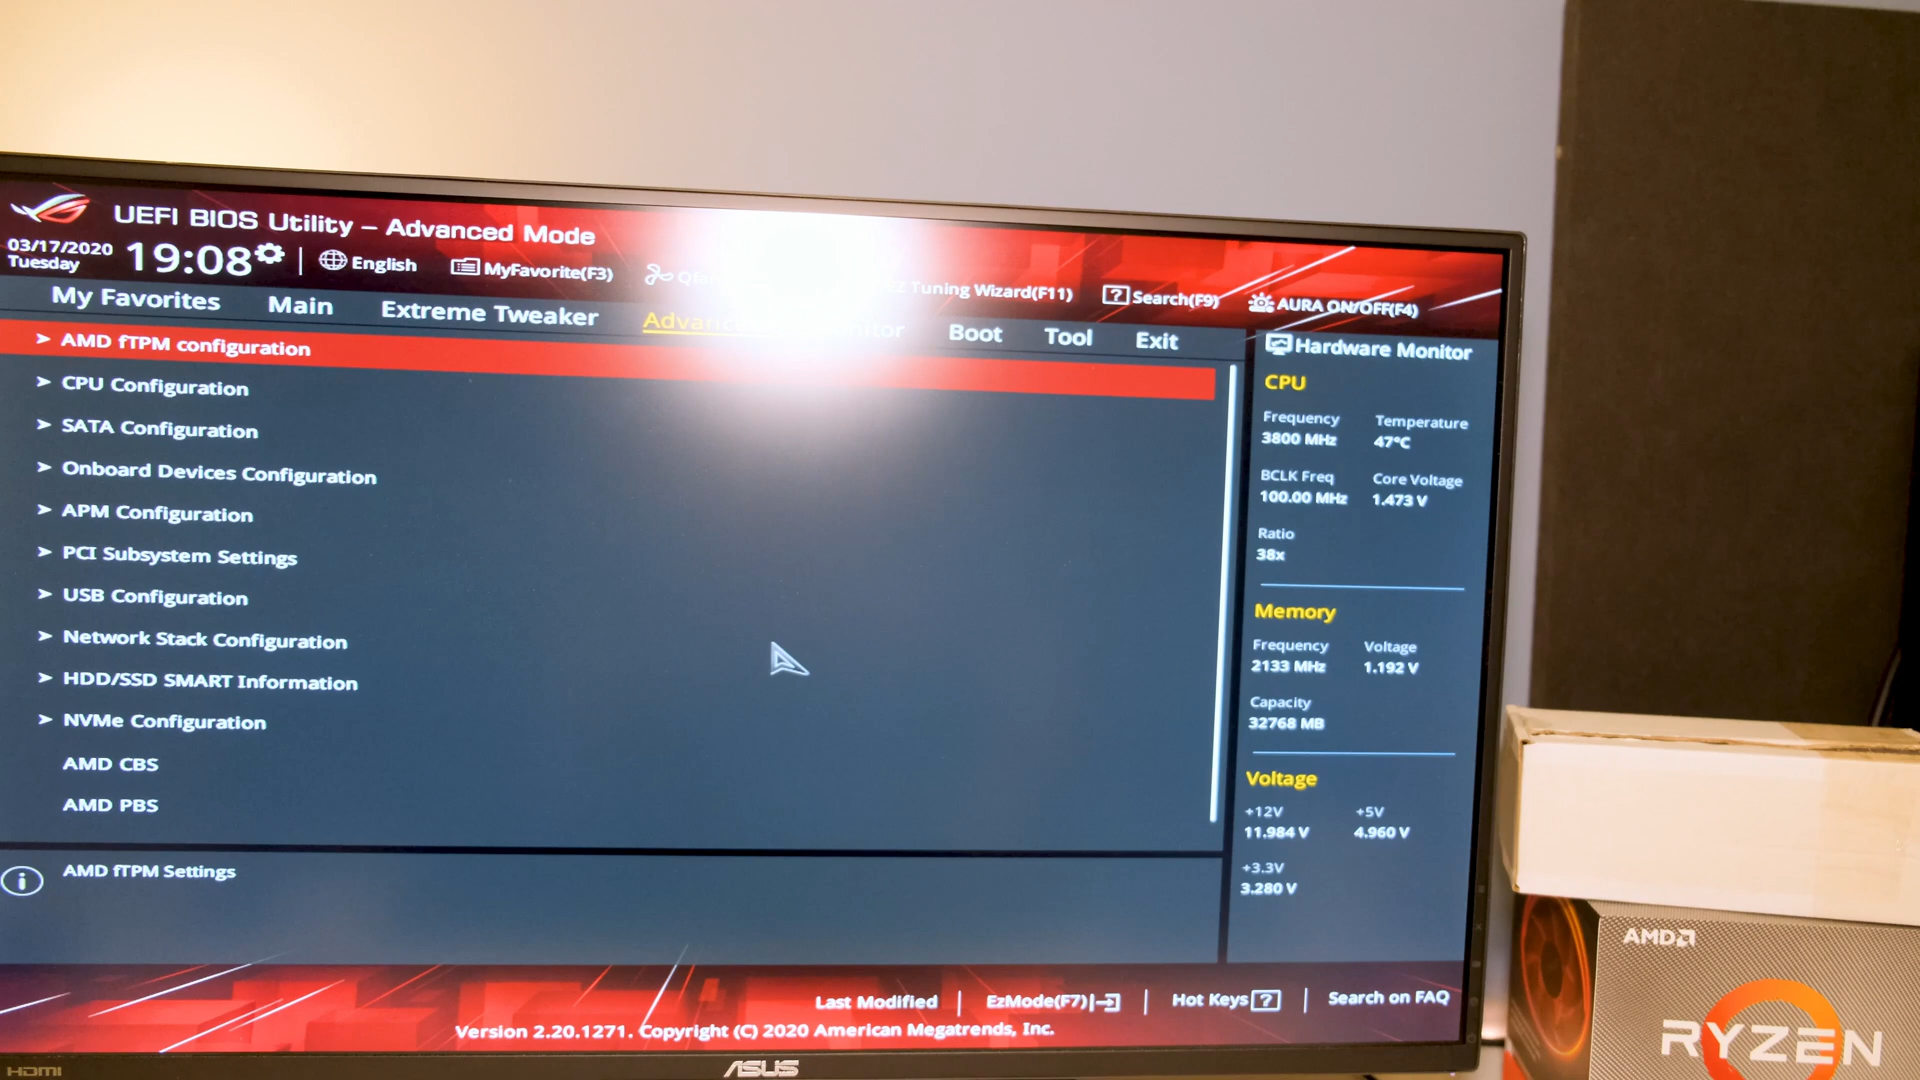 UEFI BIOS Utility – Advanced Mode
03/17/2020
Tuesday
19:08
English
MyFavorite(F3)
Tuning Wizard(F11)
Search(F9)
AURA ON/OFF(F4)
My Favorites
Main
Extreme Tweaker
Boot
Tool
Exit
AMD fTPM configuration
CPU Configuration
SATA Configuration
Onboard Devices Configuration
APM Configuration
PCI Subsystem Settings
USB Configuration
Network Stack Configuration
HDD/SSD SMART Information
NVMe Configuration
AMD CBS
AMD PBS
AMD fTPM Settings
Hardware Monitor
CPU
Frequency Temperature
3800 MHz 47°C
BCLK Freq Core Voltage
100.00 MHz 1.473 V
Ratio
38x
Memory
Frequency Voltage
2133 MHz 1.192 V
Capacity
32768 MB
Voltage
+12V +5V
11.984 V 4.960 V
+3.3V
3.280 V
Last Modified
EzMode(F7)
Hot Keys ?
Search on FAQ
Version 2.20.1271. Copyright (C) 2020 American Megatrends, Inc.
HDMI
ASUS
AMD
RYZEN